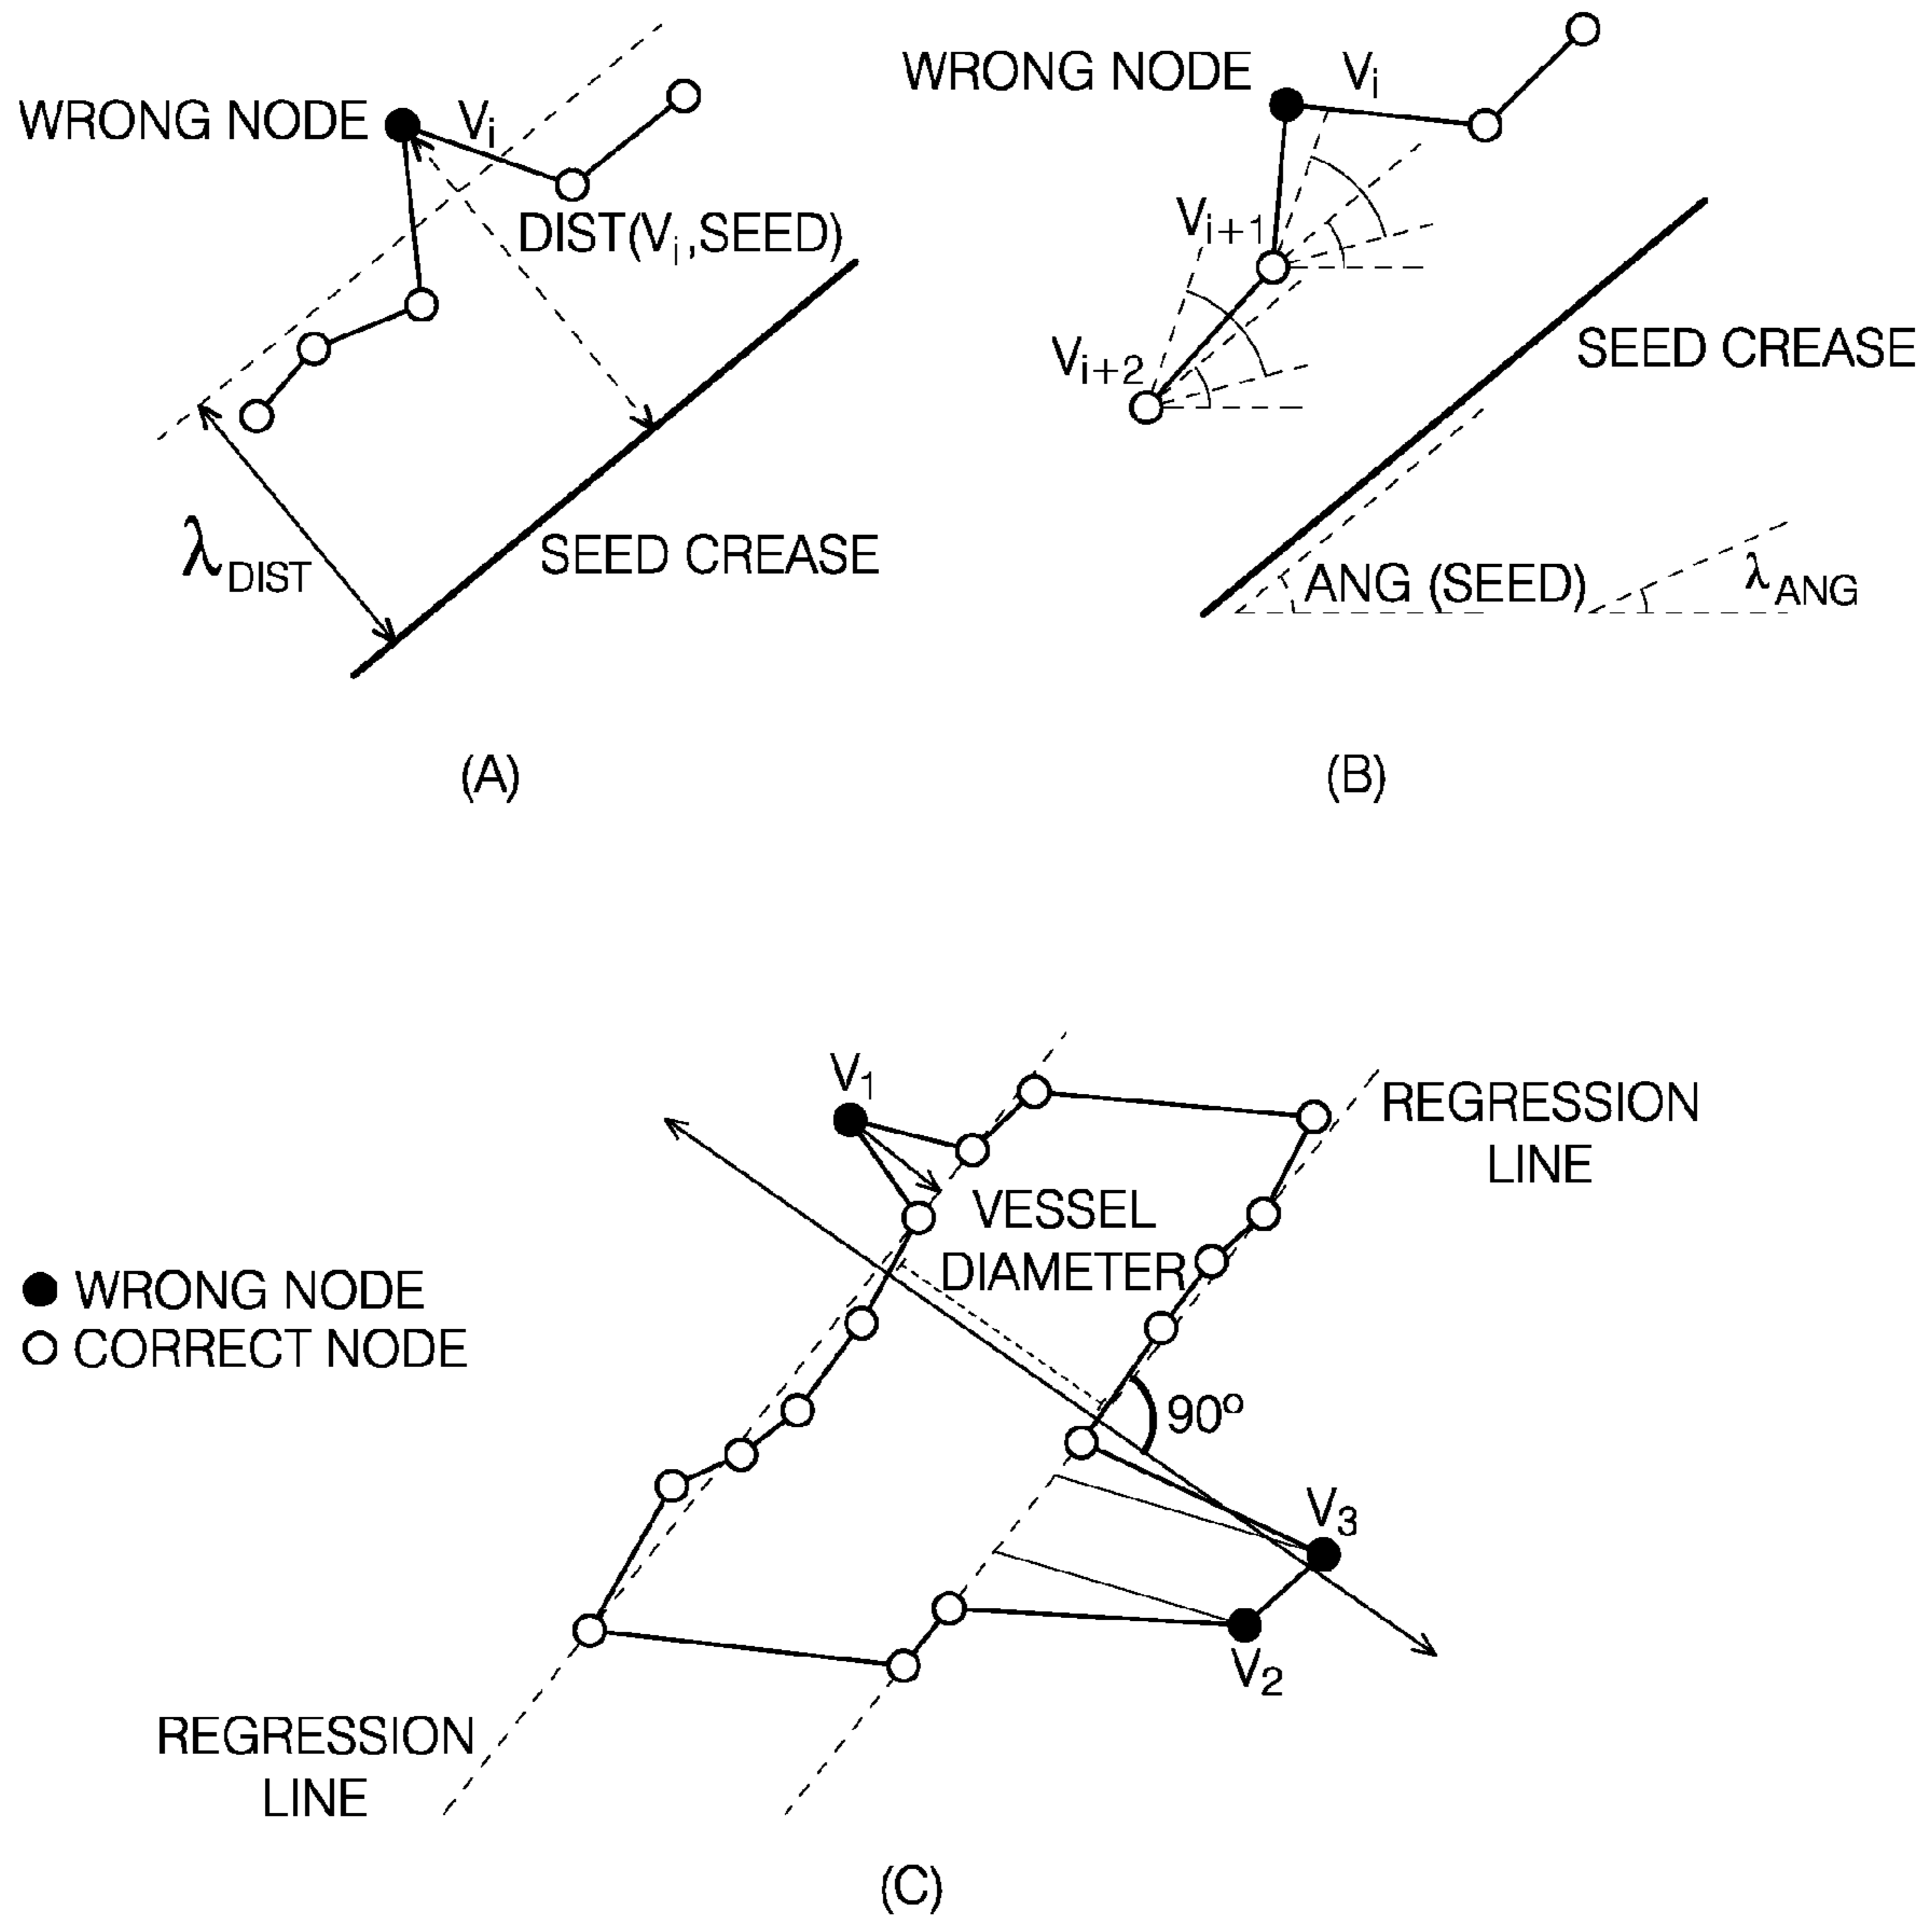 WRONG NODE
Vi
DIST(Vi,SEED)
λDIST
SEED CREASE
(A)
WRONG NODE
Vi
Vi+1
Vi+2
SEED CREASE
ANG (SEED)
λANG
(B)
V1
REGRESSION
LINE
VESSEL
DIAMETER
WRONG NODE
CORRECT NODE
90º
V3
V2
REGRESSION
LINE
(C)